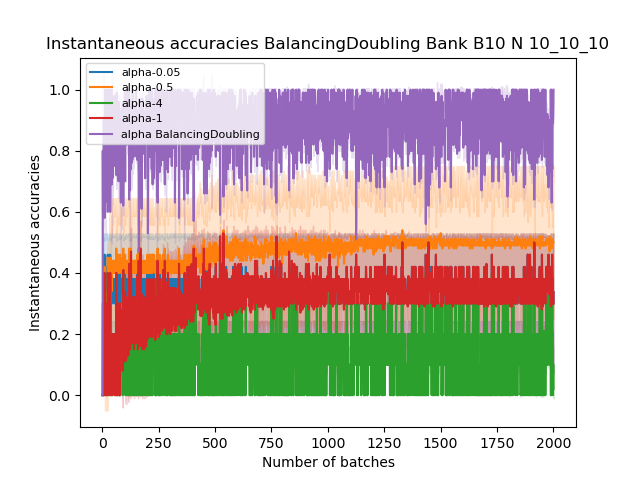 Instantaneous accuracies BalancingDoubling Bank B10 N 10_10_10
alpha-0.05
alpha-0.5
alpha-4
alpha-1
alpha BalancingDoubling
1.0
0.8
0.6
0.4
0.2
0.0
Instantaneous accuracies
0
250
500
750
1000
1250
1500
1750
2000
Number of batches